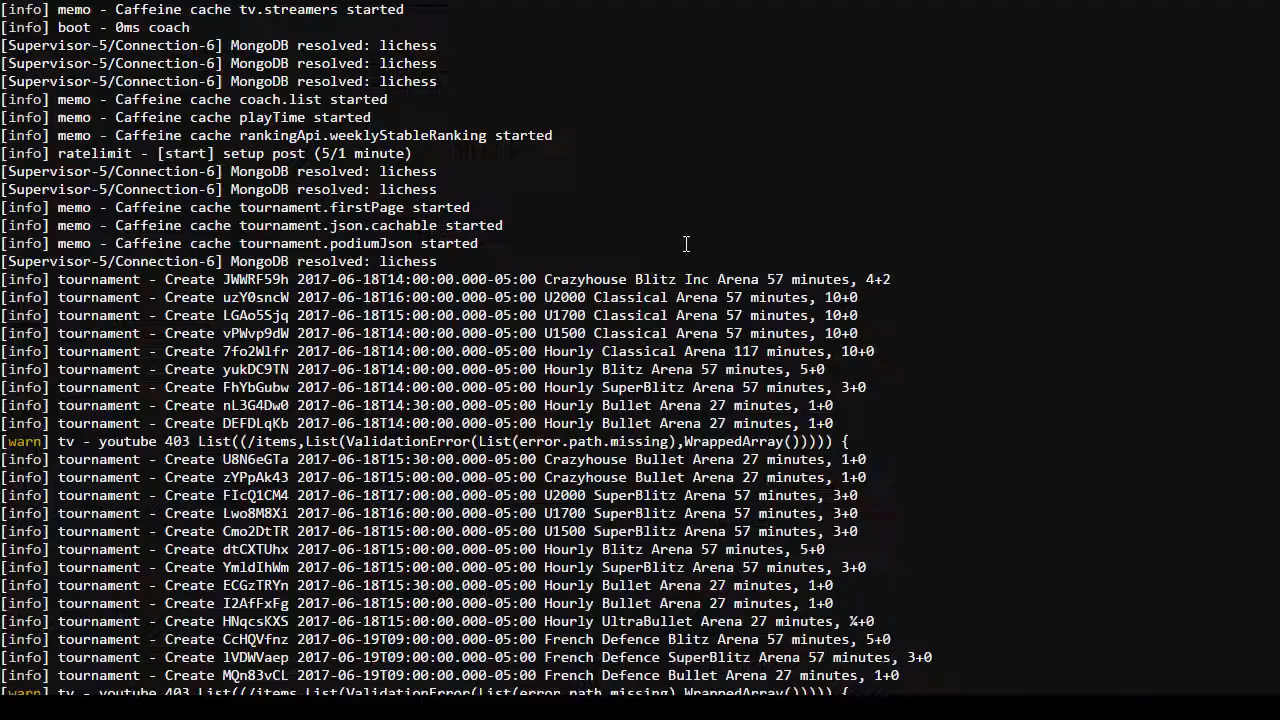 [info] memo - Caffeine cache tv.streamers started
[info] boot - 0ms coach
[Supervisor-5/Connection-6] MongoDB resolved: lichess
[Supervisor-5/Connection-6] MongoDB resolved: lichess
[Supervisor-5/Connection-6] MongoDB resolved: lichess
[info] memo - Caffeine cache coach.list started
[info] memo - Caffeine cache playTime started
[info] memo - Caffeine cache rankingApi.weeklyStableRanking started
[info] ratelimit - [start] setup post (5/1 minute)
[Supervisor-5/Connection-6] MongoDB resolved: lichess
[Supervisor-5/Connection-6] MongoDB resolved: lichess
[info] memo - Caffeine cache tournament.firstPage started
[info] memo - Caffeine cache tournament.json.cachable started
[info] memo - Caffeine cache tournament.podiumJson started
[Supervisor-5/Connection-6] MongoDB resolved: lichess
[info] tournament - Create JWWRF59h 2017-06-18T14:00:00.000-05:00 Crazyhouse Blitz Inc Arena 57 minutes, 4+2
[info] tournament - Create uzY0sncW 2017-06-18T16:00:00.000-05:00 U2000 Classical Arena 57 minutes, 10+0
[info] tournament - Create LGAo5Sjq 2017-06-18T15:00:00.000-05:00 U1700 Classical Arena 57 minutes, 10+0
[info] tournament - Create vPWvp9dW 2017-06-18T14:00:00.000-05:00 U1500 Classical Arena 57 minutes, 10+0
[info] tournament - Create 7fo2Wlfr 2017-06-18T14:00:00.000-05:00 Hourly Classical Arena 117 minutes, 10+0
[info] tournament - Create yukDC9TN 2017-06-18T14:00:00.000-05:00 Hourly Blitz Arena 57 minutes, 5+0
[info] tournament - Create FhYbGubw 2017-06-18T14:00:00.000-05:00 Hourly SuperBlitz Arena 57 minutes, 3+0
[info] tournament - Create nL3G4Dw0 2017-06-18T14:30:00.000-05:00 Hourly Bullet Arena 27 minutes, 1+0
[info] tournament - Create DEFDLqKb 2017-06-18T14:00:00.000-05:00 Hourly Bullet Arena 27 minutes, 1+0
[warn] tv - youtube 403 List((/items,List(ValidationError(List(error.path.missing),WrappedArray())))) {
[info] tournament - Create U8N6eGTa 2017-06-18T15:30:00.000-05:00 Crazyhouse Bullet Arena 27 minutes, 1+0
[info] tournament - Create zYPpAk43 2017-06-18T15:00:00.000-05:00 Crazyhouse Bullet Arena 27 minutes, 1+0
[info] tournament - Create FIcQ1CM4 2017-06-18T17:00:00.000-05:00 U2000 SuperBlitz Arena 57 minutes, 3+0
[info] tournament - Create Lwo8M8Xi 2017-06-18T16:00:00.000-05:00 U1700 SuperBlitz Arena 57 minutes, 3+0
[info] tournament - Create Cmo2DtTR 2017-06-18T15:00:00.000-05:00 U1500 SuperBlitz Arena 57 minutes, 3+0
[info] tournament - Create dtCXTUhx 2017-06-18T15:00:00.000-05:00 Hourly Blitz Arena 57 minutes, 5+0
[info] tournament - Create YmldIhWm 2017-06-18T15:00:00.000-05:00 Hourly SuperBlitz Arena 57 minutes, 3+0
[info] tournament - Create ECGzTRYn 2017-06-18T15:30:00.000-05:00 Hourly Bullet Arena 27 minutes, 1+0
[info] tournament - Create I2AfFxFg 2017-06-18T15:00:00.000-05:00 Hourly Bullet Arena 27 minutes, 1+0
[info] tournament - Create HNqcsKXS 2017-06-18T15:00:00.000-05:00 Hourly UltraBullet Arena 27 minutes, ¼+0
[info] tournament - Create CcHQVfnz 2017-06-19T09:00:00.000-05:00 French Defence Blitz Arena 57 minutes, 5+0
[info] tournament - Create lVDWVaep 2017-06-19T09:00:00.000-05:00 French Defence SuperBlitz Arena 57 minutes, 3+0
[info] tournament - Create MQn83vCL 2017-06-19T09:00:00.000-05:00 French Defence Bullet Arena 27 minutes, 1+0
[warn] tv - youtube 403 List((/items,List(ValidationError(List(error.path.missing),WrappedArray())))) {